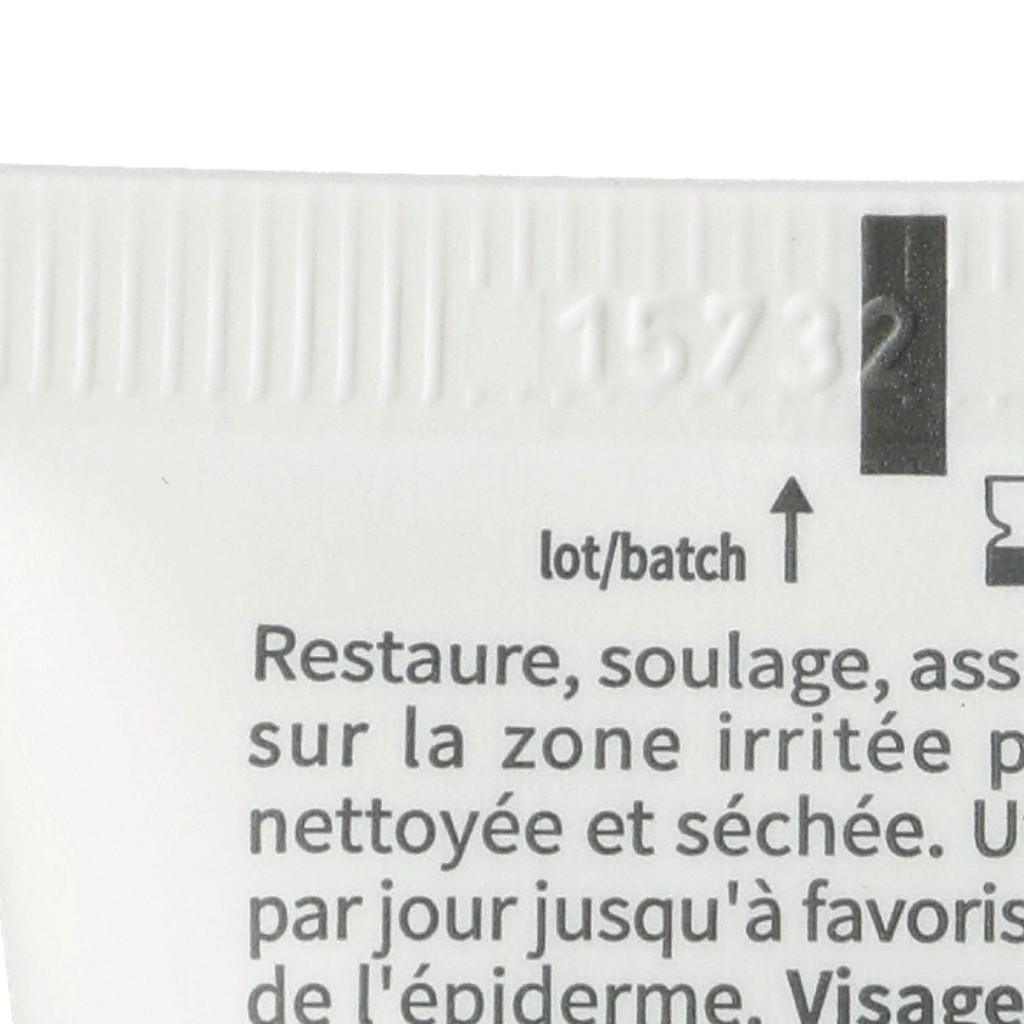 15732
lot/batch
Restaure, soulage, ass
sur la zone irritée p
nettoyée et séchée. U
par jour jusqu'à favoris
de l'épiderme. Visage